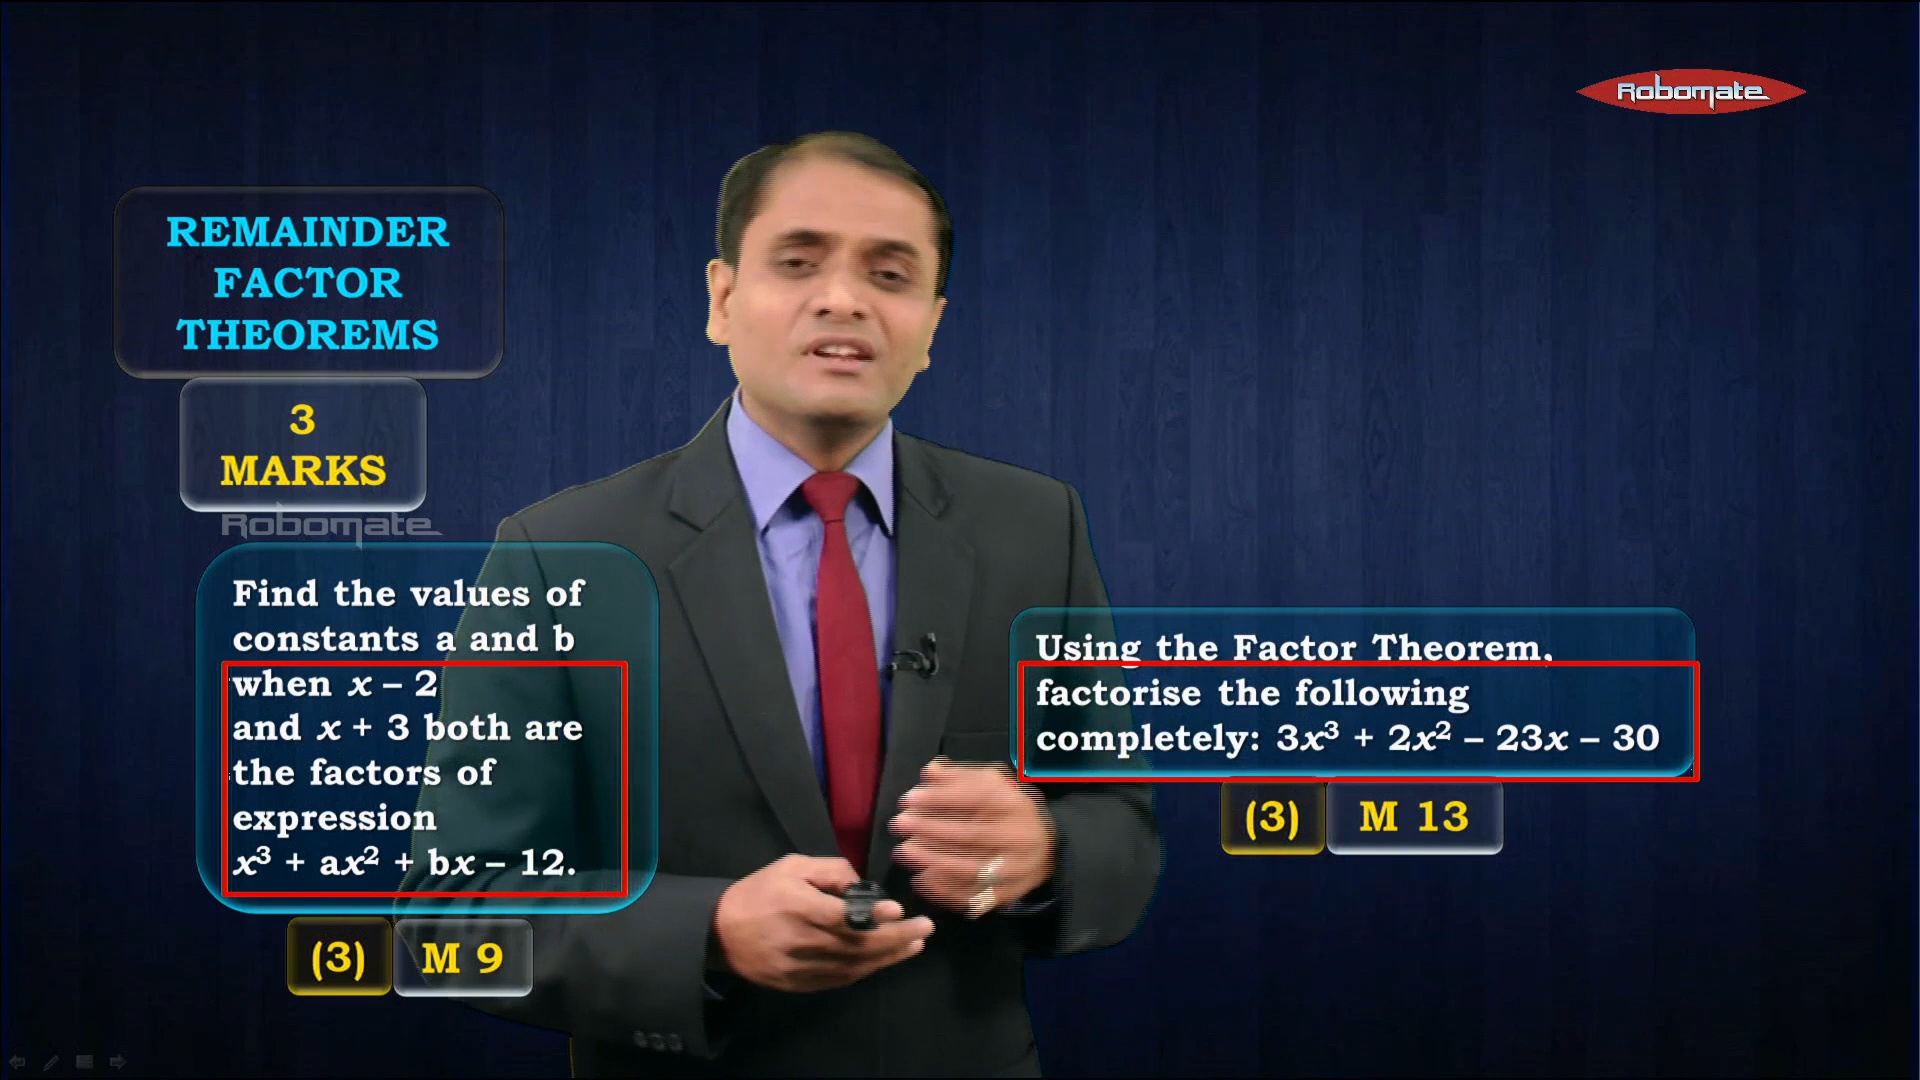 Robomate
REMAINDER
FACTOR
THEOREMS
3
MARKS
Robomate
Find the values of
constants a and b
when x – 2
and x + 3 both are
the factors of
expression
x³ + ax² + bx – 12.
(3) M 9
Using the Factor Theorem,
factorise the following
completely: 3x³ + 2x² – 23x – 30
(3) M 13